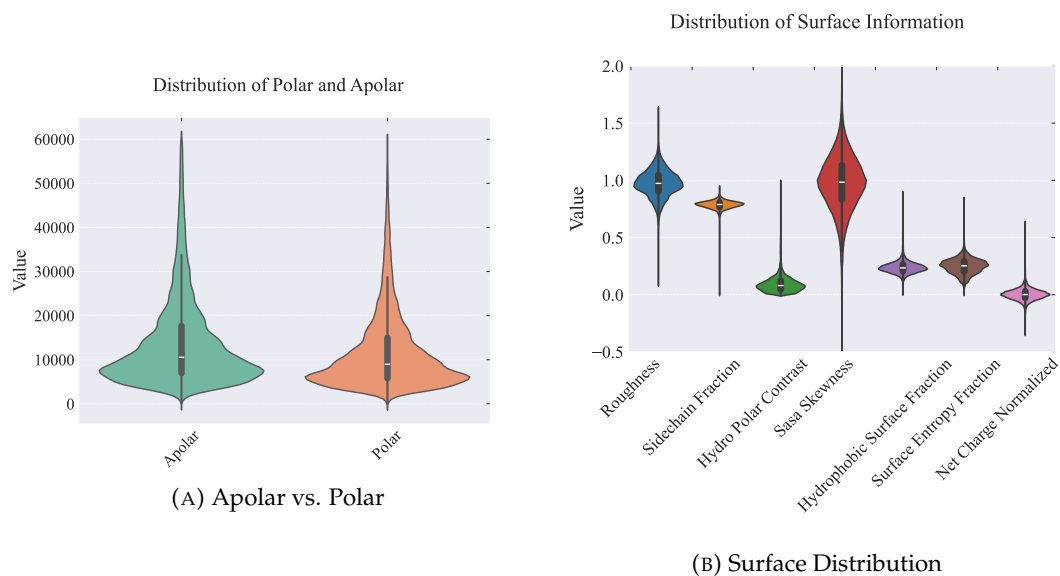 Distribution of Polar and Apolar
Value
60000
50000
40000
30000
20000
10000
0
Apolar
Polar
(A) Apolar vs. Polar
Distribution of Surface Information
Value
2.0
1.5
1.0
0.5
0.0
−0.5
Roughness
Sidechain Fraction
Hydro Polar Contrast
Sasa Skewness
Hydrophobic Surface Fraction
Surface Entropy Fraction
Net Charge Normalized
(B) Surface Distribution